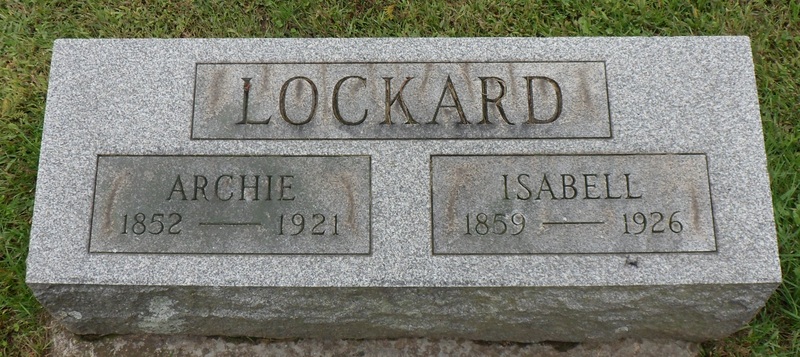 LOCKARD
ARCHIE
1852 — 1921
ISABELL
1859 — 1926